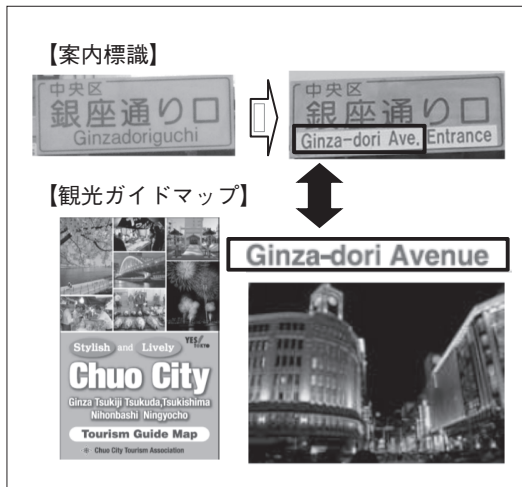 【案内標識】
中央区
銀座通り口
Ginzadoriguchi
中央区
銀座通り口
Ginza-dori Ave. Entrance
【観光ガイドマップ】
Ginza-dori Avenue
Stylish and Lively
YES!
Chuo City
Ginza Tsukiji Tsukuda,Tsukishima
Nihonbashi Ningyocho
Tourism Guide Map
Chuo City Tourism Association